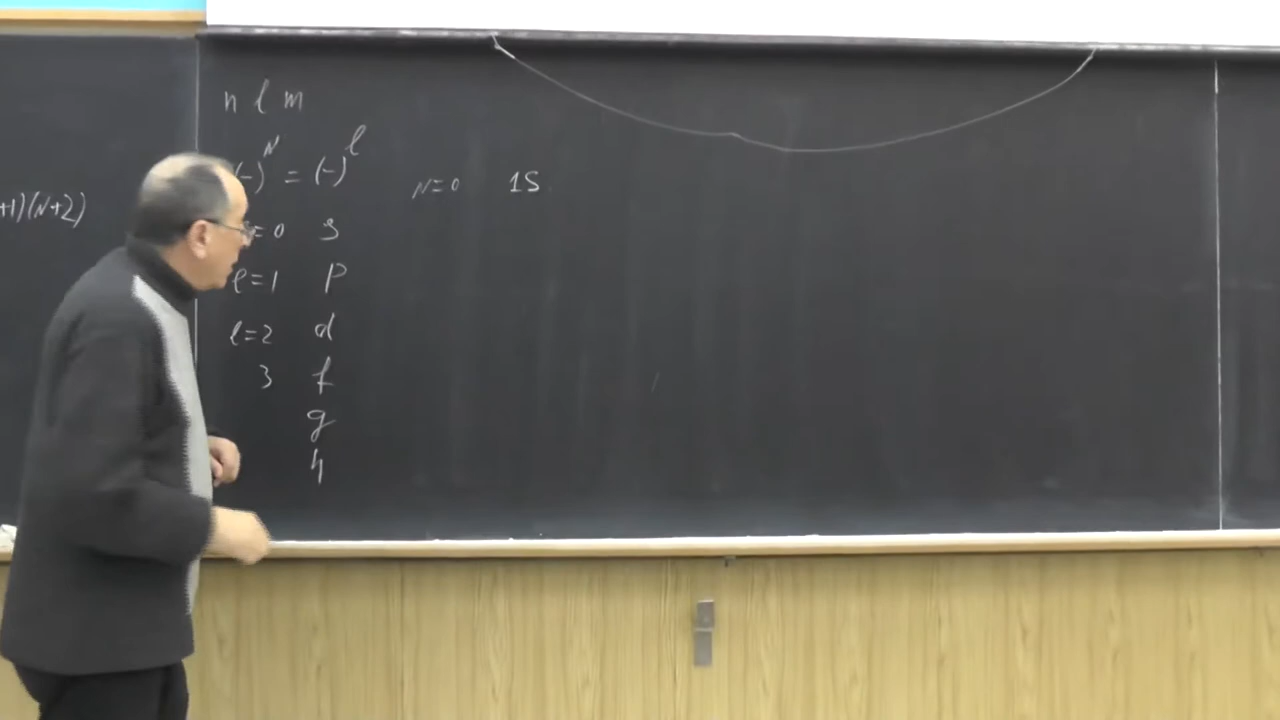 +1)(N+2)
n l m
(-)^N = (-)^l
N=0 1S
=0 s
l=1 p
l=2 d
3 f
g
h